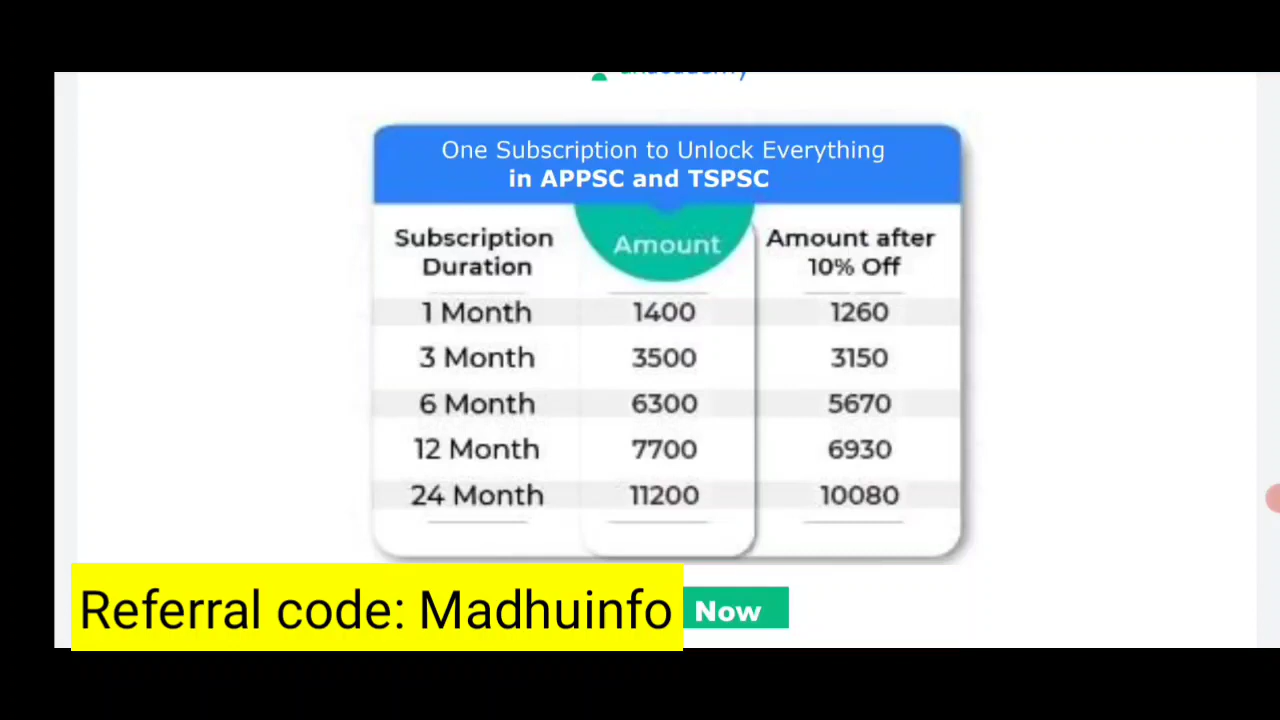 One Subscription to Unlock Everything
in APPSC and TSPSC
Subscription Duration Amount Amount after 10% Off
1 Month 1400 1260
3 Month 3500 3150
6 Month 6300 5670
12 Month 7700 6930
24 Month 11200 10080
Referral code: Madhuinfo Now